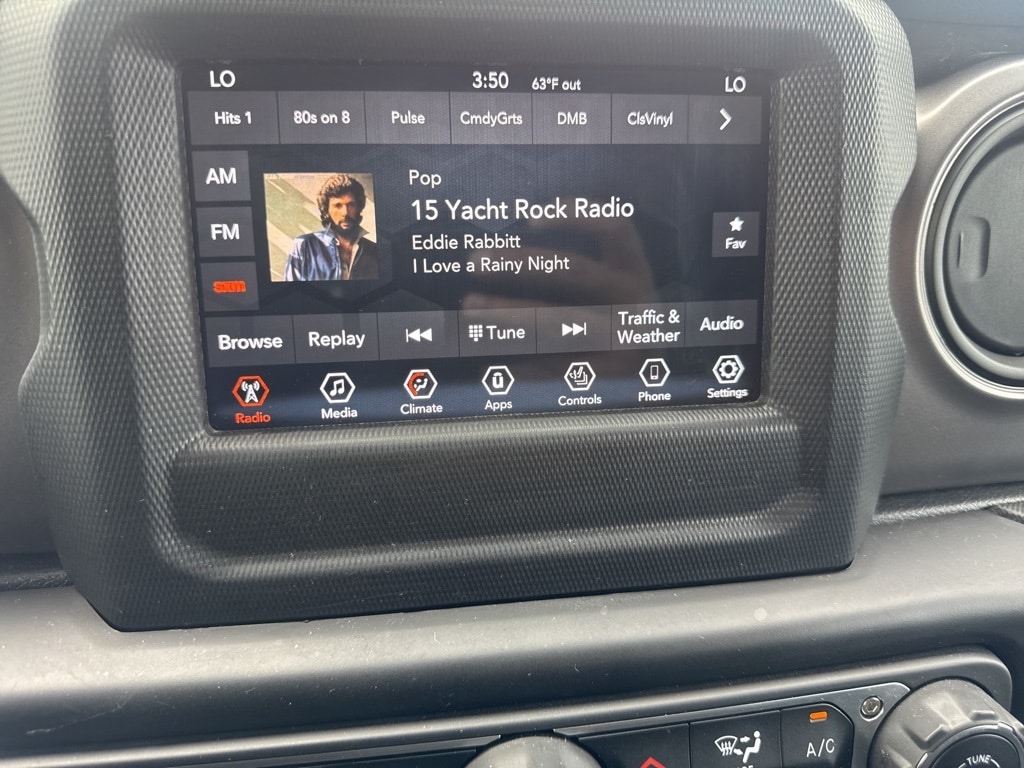 LO 3:50 63°F out LO
Hits 1 80s on 8 Pulse CmdyGrts DMB ClsVinyl
AM
FM
sxm
Pop
15 Yacht Rock Radio
Eddie Rabbitt
I Love a Rainy Night
Fav
Browse Replay Tune Traffic & Weather Audio
Radio Media Climate Apps Controls Phone Settings
A/C
TUNE